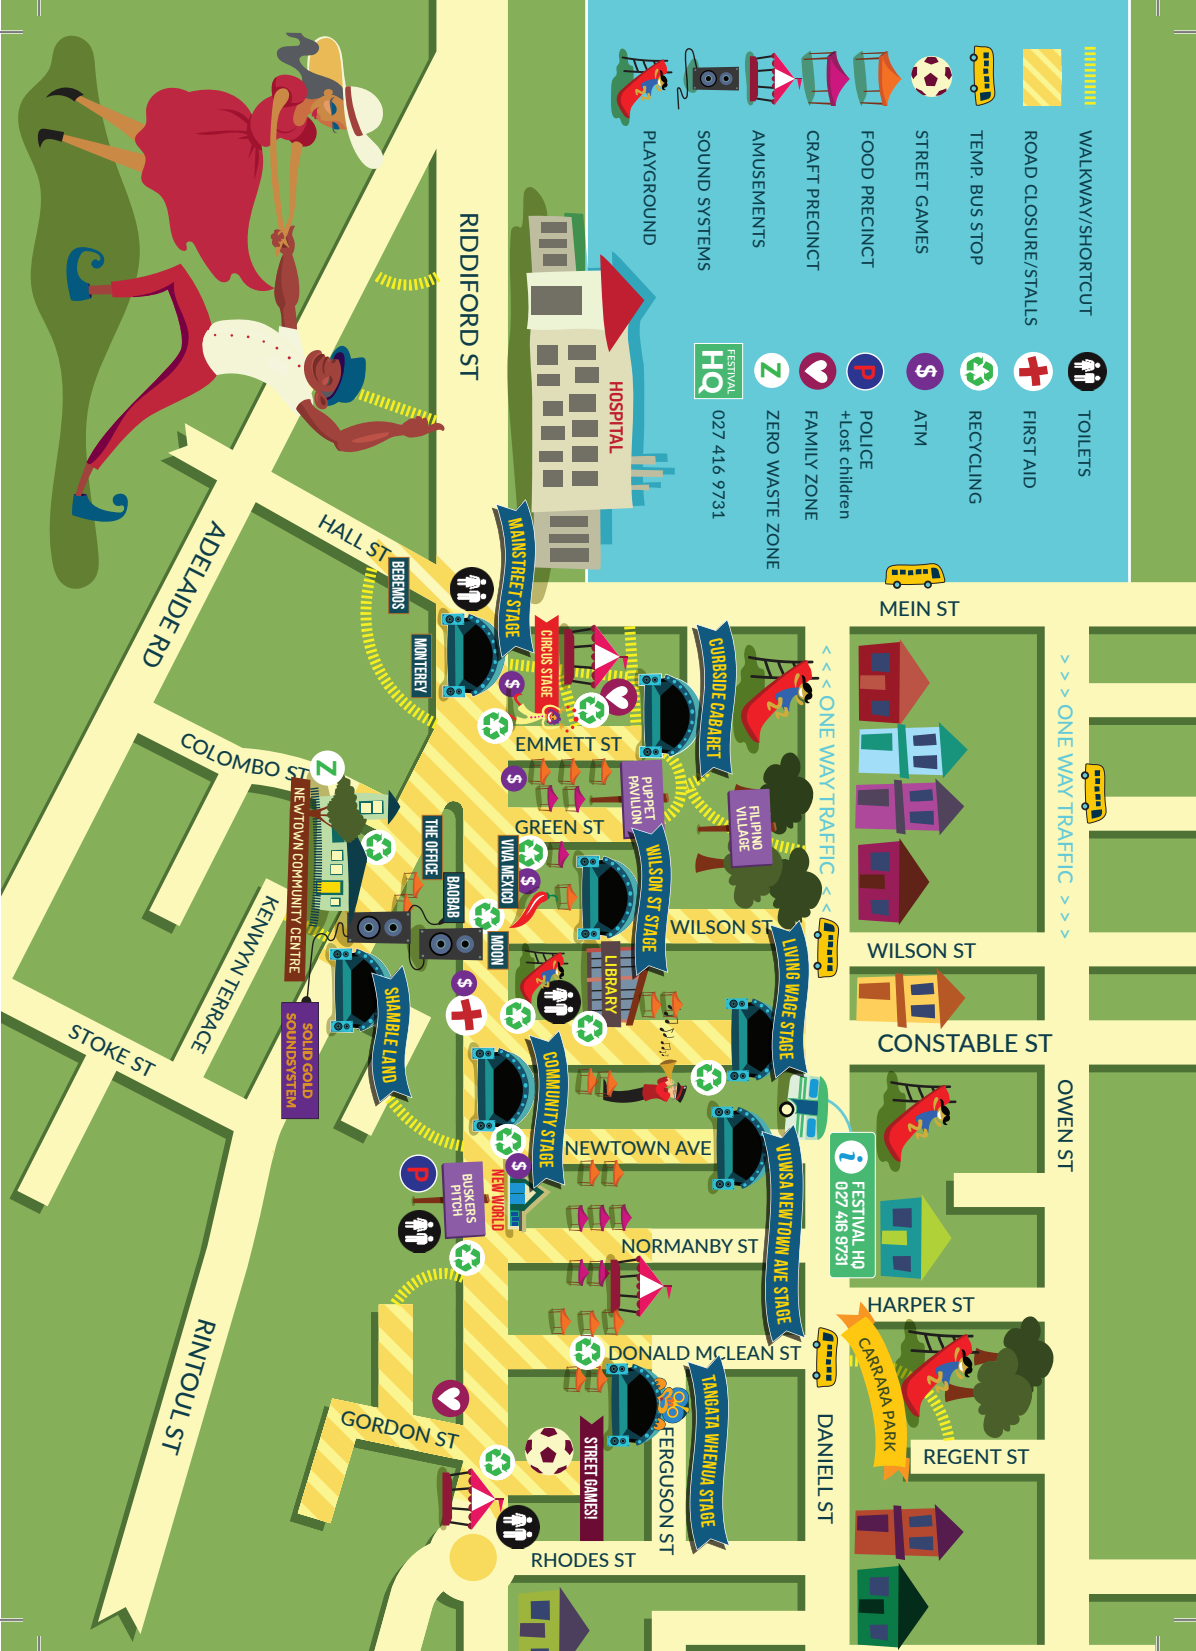 WALKWAY/SHORTCUT
ROAD CLOSURE/STALLS
TEMP. BUS STOP
STREET GAMES
FOOD PRECINCT
CRAFT PRECINCT
AMUSEMENTS
SOUND SYSTEMS
PLAYGROUND
TOILETS
FIRST AID
RECYCLING
$
ATM
P
POLICE
+Lost children
FAMILY ZONE
Z
ZERO WASTE ZONE
FESTIVAL
HQ
027 416 9731
RIDDIFORD ST
HOSPITAL
MAINSTREET STAGE
HALL ST
BEBEMOS
MONTEREY
ADELAIDE RD
CIRCUS STAGE
$
CURBSIDE CABARET
MEIN ST
< < < ONE WAY TRAFFIC < <
> > > ONE WAY TRAFFIC > > >
EMMETT ST
$
PUPPET
PAVILION
FILIPINO
VILLAGE
GREEN ST
COLOMBO ST
Z
NEWTOWN COMMUNITY CENTRE
THE OFFICE
BAOBAB
VIVA MEXICO
$
MOON
WILSON ST STAGE
WILSON ST
WILSON ST
LIBRARY
LIVING WAGE STAGE
KENWYN TERRACE
STOKE ST
SHAMBLE LAND
SOLID GOLD
SOUNDSYSTEM
$
COMMUNITY STAGE
CONSTABLE ST
OWEN ST
NEWTOWN AVE
VUWSA NEWTOWN AVE STAGE
i
FESTIVAL HQ
027 416 9731
P
BUSKERS
PITCH
NEW WORLD
$
NORMANBY ST
HARPER ST
DONALD MCLEAN ST
CARRARA PARK
RINTOUL ST
GORDON ST
STREET GAMES!
FERGUSON ST
TANGATA WHENUA STAGE
DANIELL ST
REGENT ST
RHODES ST